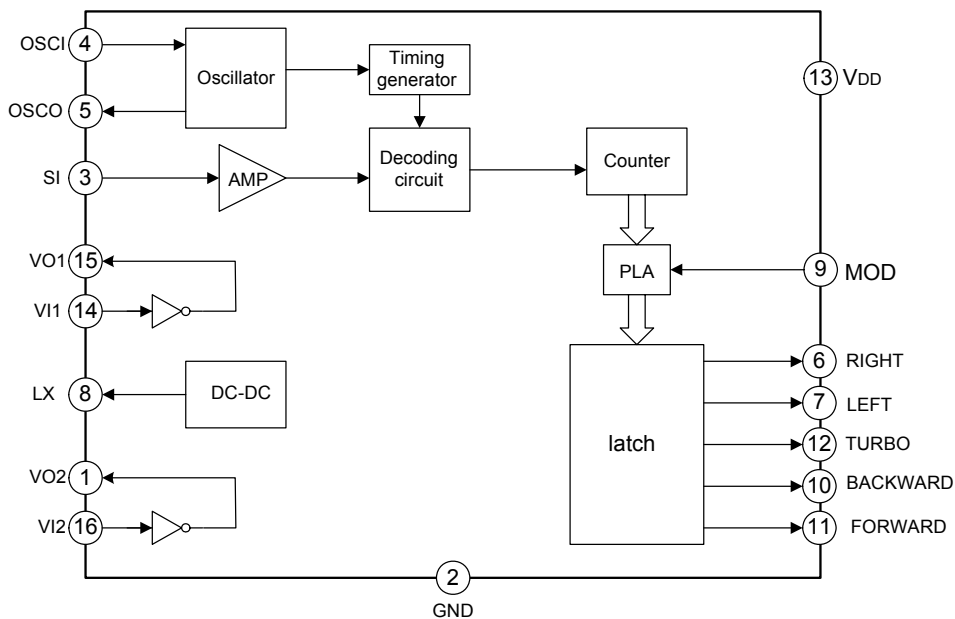 OSCI
4
OSCO
5
SI
3
VO1
15
VI1
14
LX
8
VO2
1
VI2
16
Oscillator
Timing
generator
AMP
Decoding
circuit
Counter
PLA
DC-DC
latch
13
VDD
9
MOD
6
RIGHT
7
LEFT
12
TURBO
10
BACKWARD
11
FORWARD
2
GND